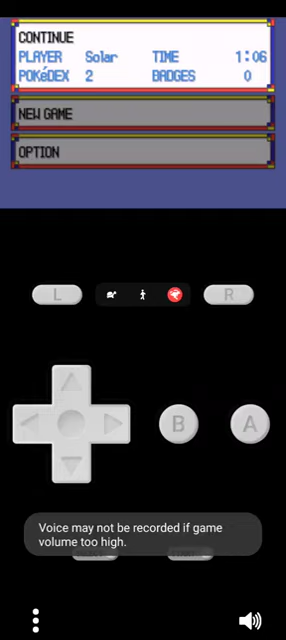 CONTINUE
PLAYER Solar TIME 1:06
POKéDEX 2 BADGES 0
NEW GAME
OPTION
L R
B A
Voice may not be recorded if game
volume too high.